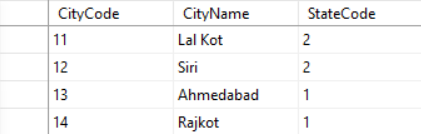 CityCode CityName StateCode
11 Lal Kot 2
12 Siri 2
13 Ahmedabad 1
14 Rajkot 1